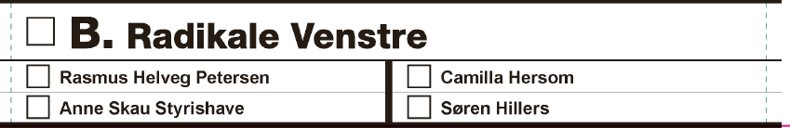 B. Radikale Venstre
Rasmus Helveg Petersen
Anne Skau Styrishave
Camilla Hersom
Søren Hillers